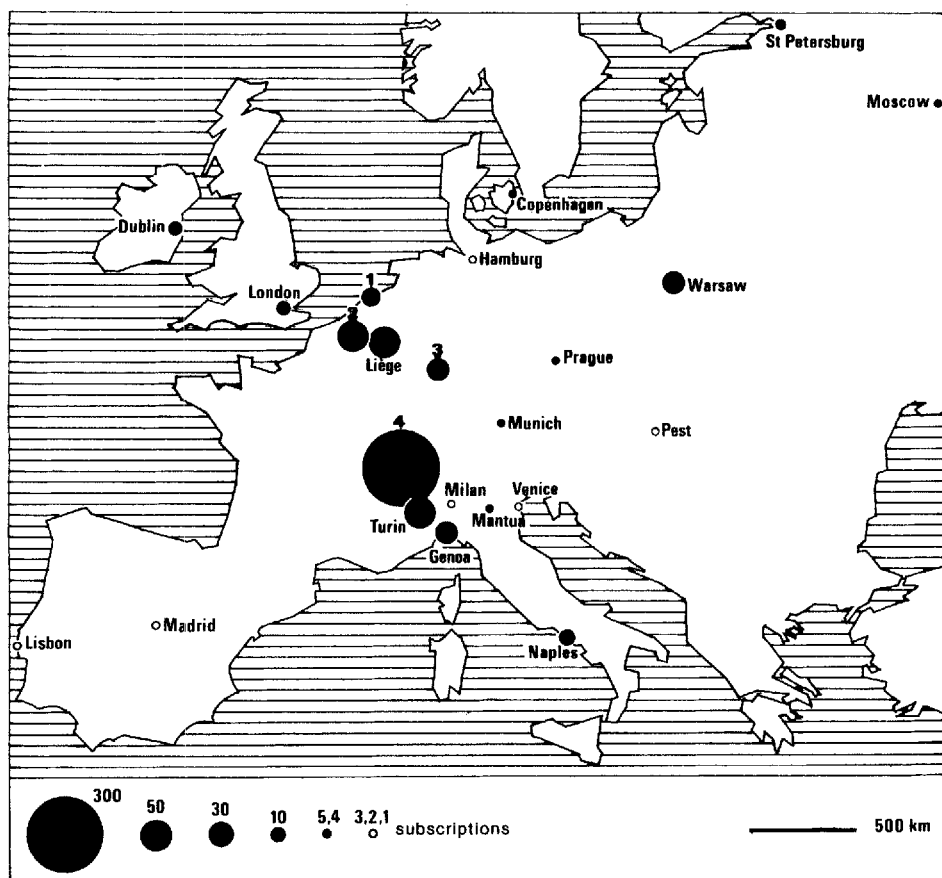 St Petersburg
Moscow
Copenhagen
Dublin
Hamburg
Warsaw
1
London
2
Liège
3
Prague
4
Munich
Pest
Milan
Venice
Turin
Mantua
Genoa
Madrid
Lisbon
Naples
300
50
30
10
5,4
3,2,1
subscriptions
500 km